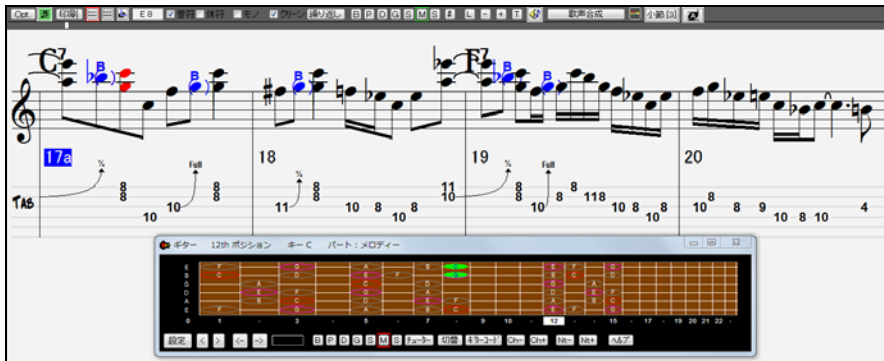 Opt. 印刷 E 8 音符 休符 モノ クリーン 繰り返し B P D G S M S # L - + T 歌声合成 小節 [3]
C7 F7
B B B B B
17a 18 19 20
½ Full ½ ½ Full
TAB
8 8 11 8 8 10 8
8 8 10 8 8 118 8 9
10 11 10 8 8 10 10 8 8
10 10 10 10 8 10 4
ギター 12th ポジション キー C パート : メロディー
E F G A B C E F G
B C D E F G B C D
G A C D G A
D E F G A D E F
A B C D E F A B C
E F G A B C E F G
0 1 - 3 - 5 - 7 - 9 10 - 12 - - 15 - 17 - 19 20 21 22 -
設定 < > <- -> B P D G S M S チューター 切替 ギターコード Ch- Ch+ Nt- Nt+ ヘルプ